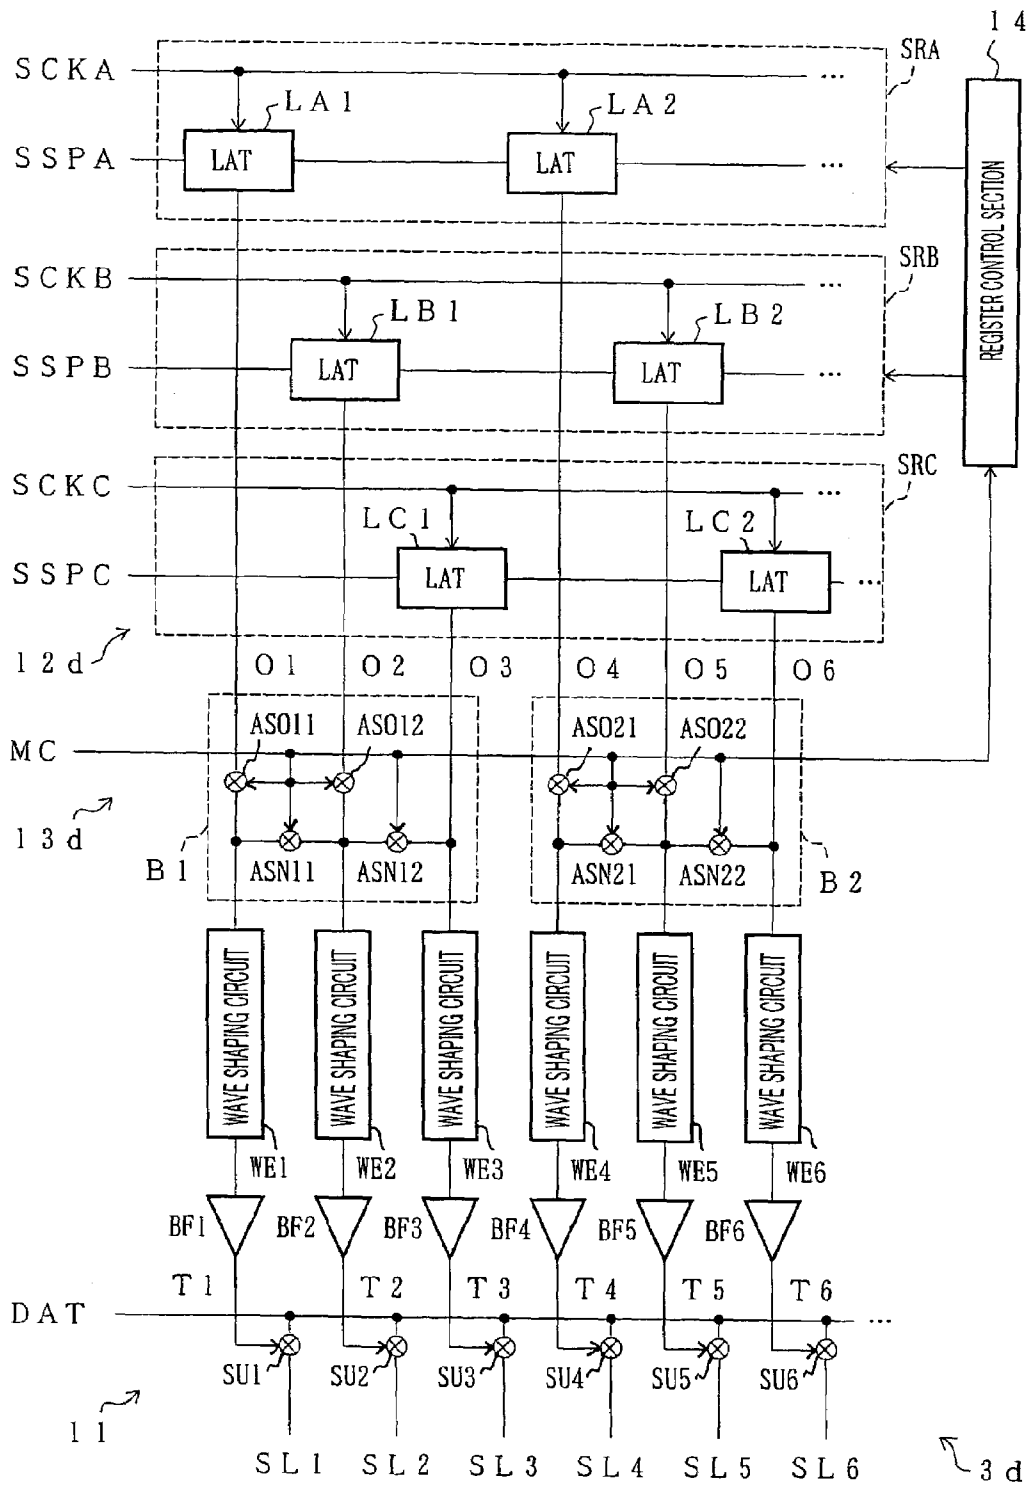 14
SCKA
SRA
LA1
LA2
LAT
LAT
SSPA
...
...
REGISTER CONTROL SECTION
SCKB
SRB
LB1
LB2
LAT
LAT
SSPB
...
...
SCKC
SRC
LC1
LC2
LAT
LAT
SSPC
...
...
12d
O1
O2
O3
O4
O5
O6
ASO11
ASO12
ASO21
ASO22
MC
13d
B1
ASN11
ASN12
ASN21
ASN22
B2
WAVE SHAPING CIRCUIT
WAVE SHAPING CIRCUIT
WAVE SHAPING CIRCUIT
WAVE SHAPING CIRCUIT
WAVE SHAPING CIRCUIT
WAVE SHAPING CIRCUIT
WE1
WE2
WE3
WE4
WE5
WE6
BF1
BF2
BF3
BF4
BF5
BF6
T1
T2
T3
T4
T5
T6
DAT
...
SU1
SU2
SU3
SU4
SU5
SU6
11
SL1
SL2
SL3
SL4
SL5
SL6
3d